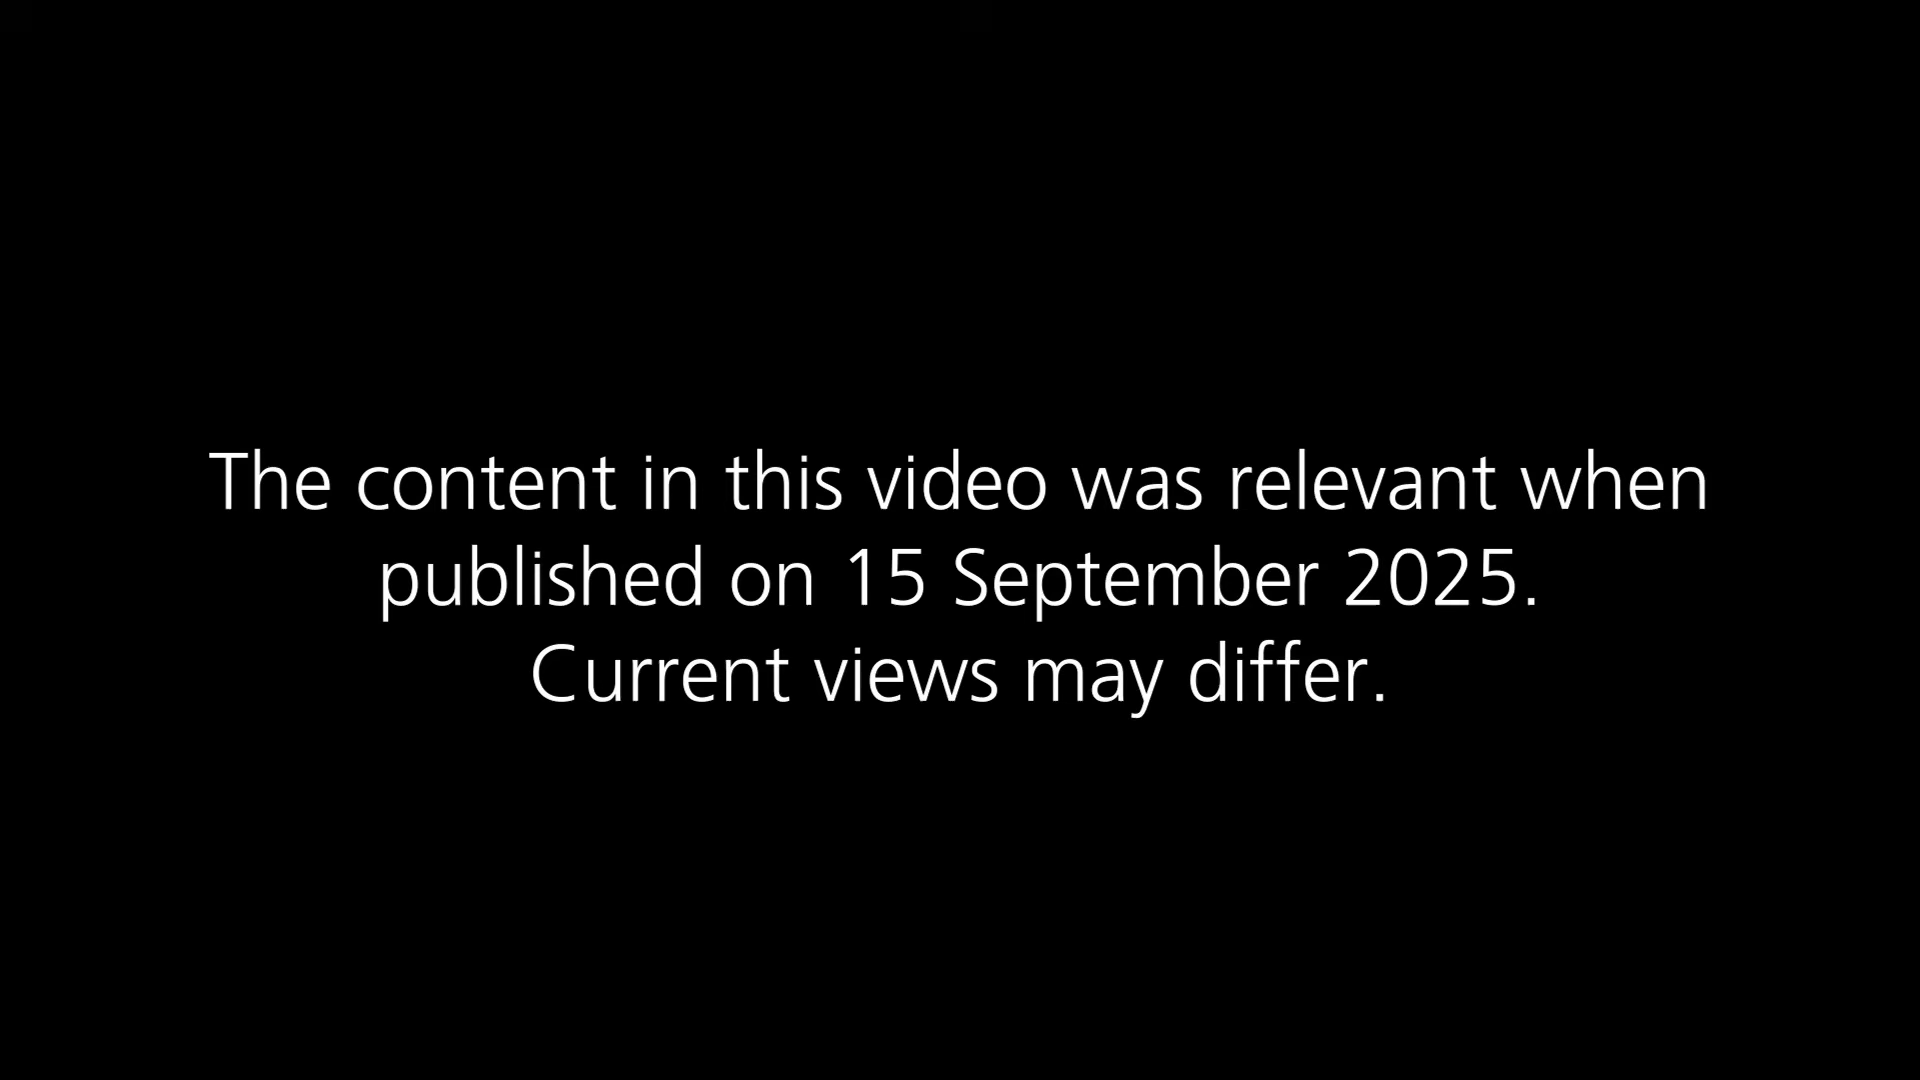 The content in this video was relevant when
published on 15 September 2025.
Current views may differ.